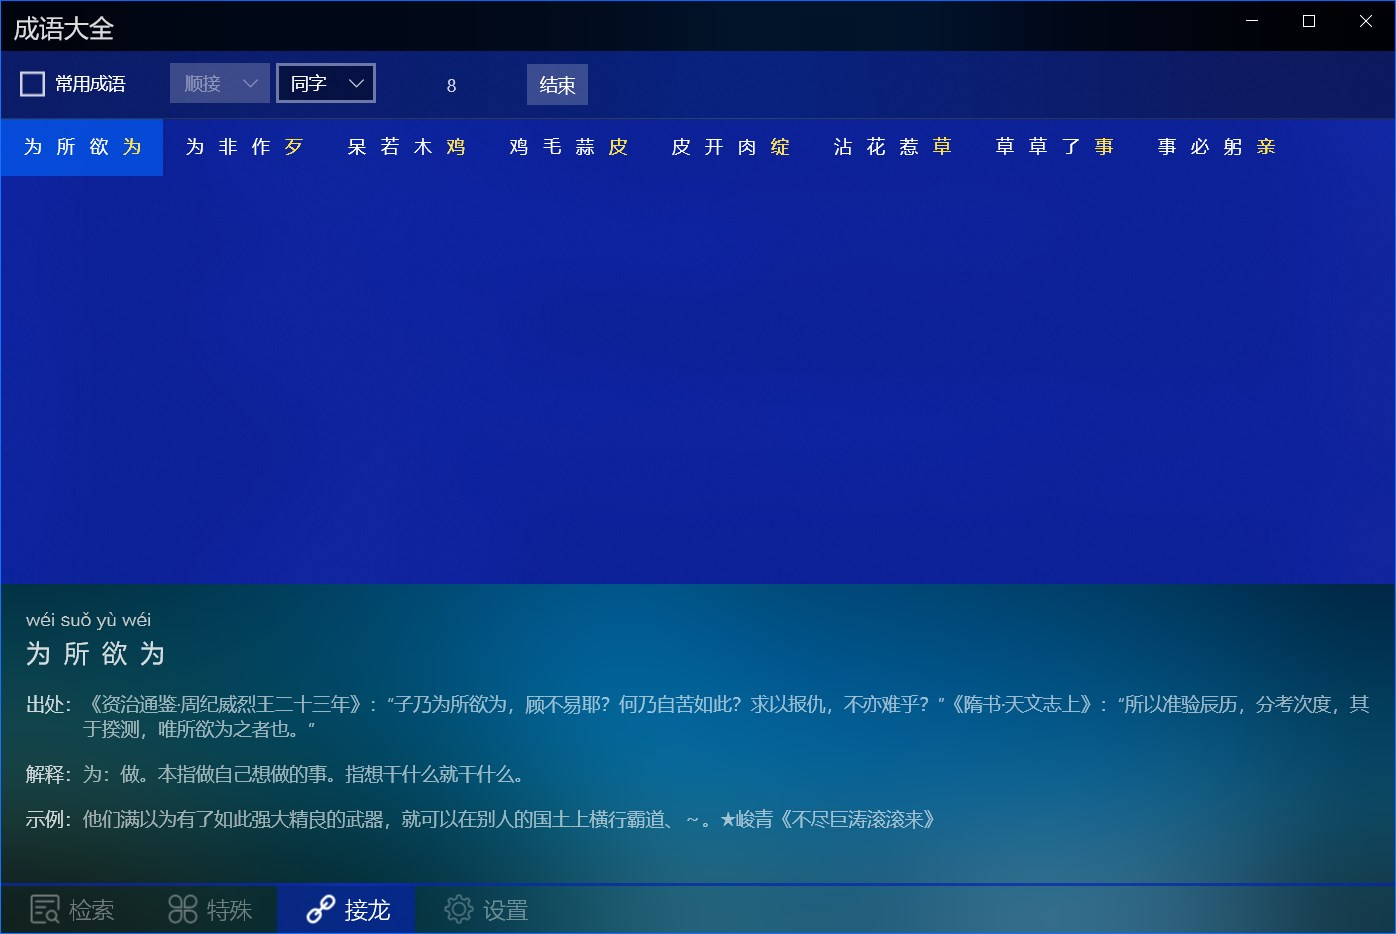 成语大全
常用成语 顺接 同字 8 结束
为所欲为 为非作歹 呆若木鸡 鸡毛蒜皮 皮开肉绽 沾花惹草 草草了事 事必躬亲
wéi suǒ yù wéi
为所欲为
出处：《资治通鉴·周纪威烈王二十三年》：“子乃为所欲为，顾不易耶？何乃自苦如此？求以报仇，不亦难乎？”《隋书·天文志上》：“所以准验辰历，分考次度，其
于揆测，唯所欲为之者也。”
解释：为：做。本指做自己想做的事。指想干什么就干什么。
示例：他们满以为有了如此强大精良的武器，就可以在别人的国土上横行霸道、～。★峻青《不尽巨涛滚滚来》
检索 特殊 接龙 设置